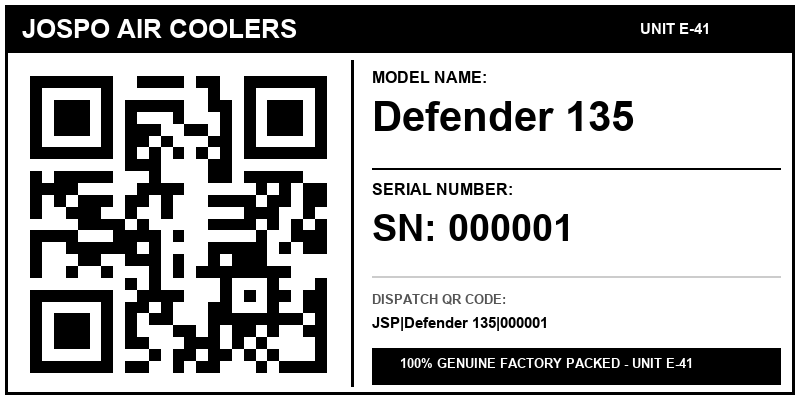 JOSPO AIR COOLERS
UNIT E-41
MODEL NAME:
Defender 135
SERIAL NUMBER:
SN: 000001
DISPATCH QR CODE:
JSP|Defender 135|000001
100% GENUINE FACTORY PACKED - UNIT E-41